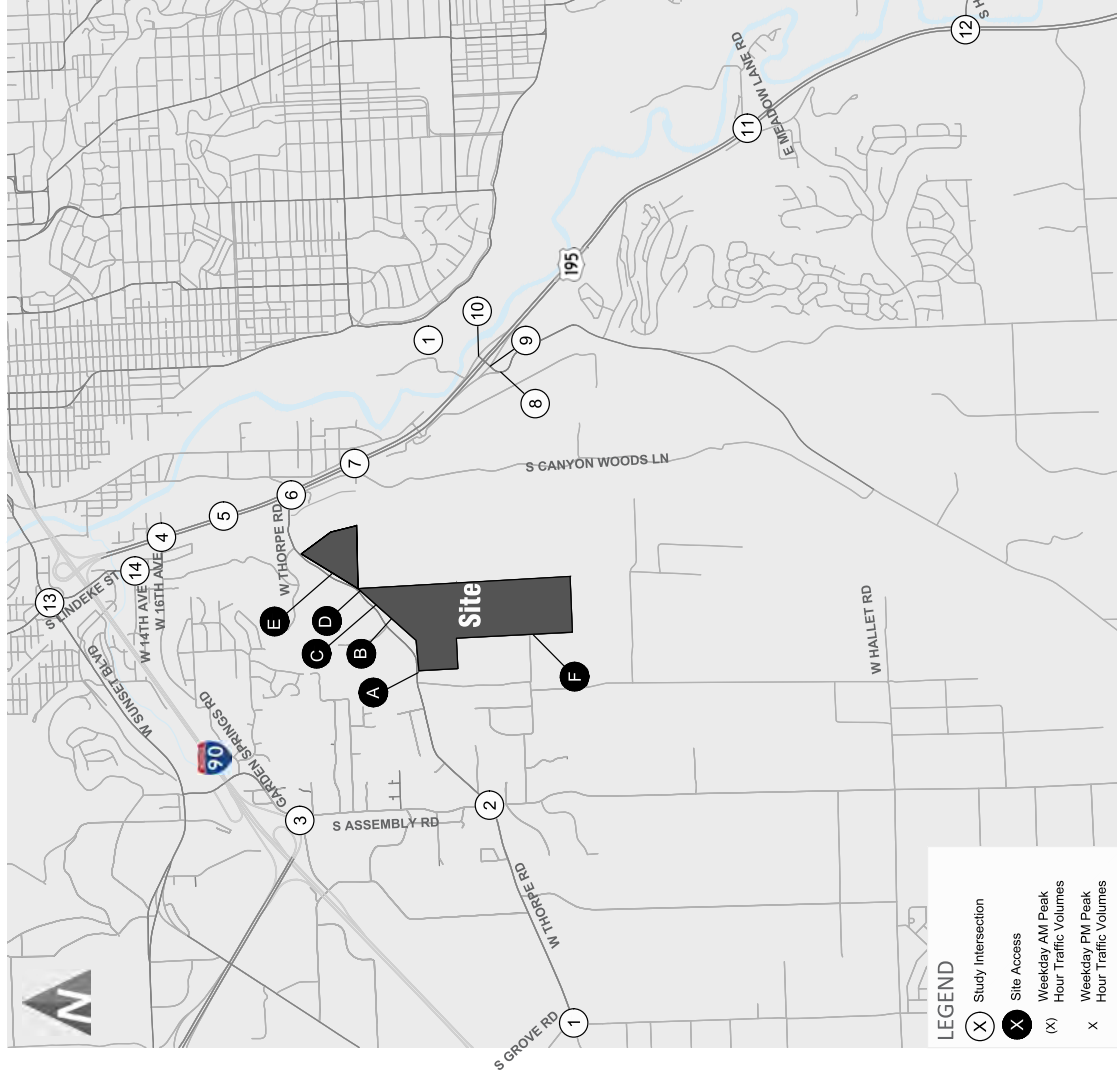 13
S LINDEKE ST
14
W 14TH AVE
W 16TH AVE
4
5
W SUNSET BLVD
GARDEN SPRINGS RD
90
W THORPE RD
6
7
E
D
C
B
A
F
Site
3
S ASSEMBLY RD
2
W THORPE RD
1
S GROVE RD
1
10
9
8
195
S CANYON WOODS LN
W HALLET RD
11
E MEADOW LANE RD
12
S H
N
LEGEND
X Study Intersection
X Site Access
(X) Weekday AM Peak
Hour Traffic Volumes
X Weekday PM Peak
Hour Traffic Volumes